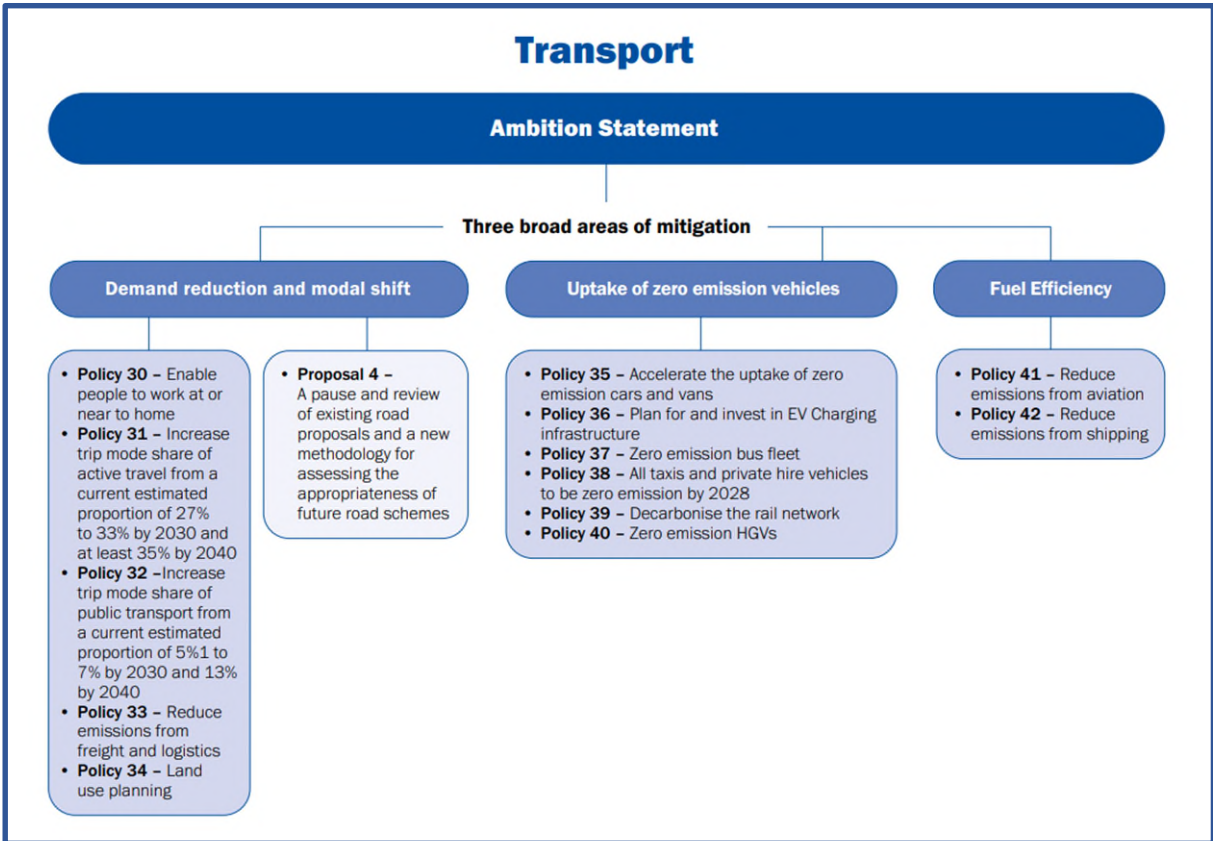 Transport
Ambition Statement
Three broad areas of mitigation
Demand reduction and modal shift
• Policy 30 – Enable
people to work at or
near to home
• Policy 31 – Increase
trip mode share of
active travel from a
current estimated
proportion of 27%
to 33% by 2030 and
at least 35% by 2040
• Policy 32 –Increase
trip mode share of
public transport from
a current estimated
proportion of 5%1 to
7% by 2030 and 13%
by 2040
• Policy 33 – Reduce
emissions from
freight and logistics
• Policy 34 – Land
use planning
• Proposal 4 –
A pause and review
of existing road
proposals and a new
methodology for
assessing the
appropriateness of
future road schemes
Uptake of zero emission vehicles
• Policy 35 – Accelerate the uptake of zero
emission cars and vans
• Policy 36 – Plan for and invest in EV Charging
infrastructure
• Policy 37 – Zero emission bus fleet
• Policy 38 – All taxis and private hire vehicles
to be zero emission by 2028
• Policy 39 – Decarbonise the rail network
• Policy 40 – Zero emission HGVs
Fuel Efficiency
• Policy 41 – Reduce
emissions from aviation
• Policy 42 – Reduce
emissions from shipping